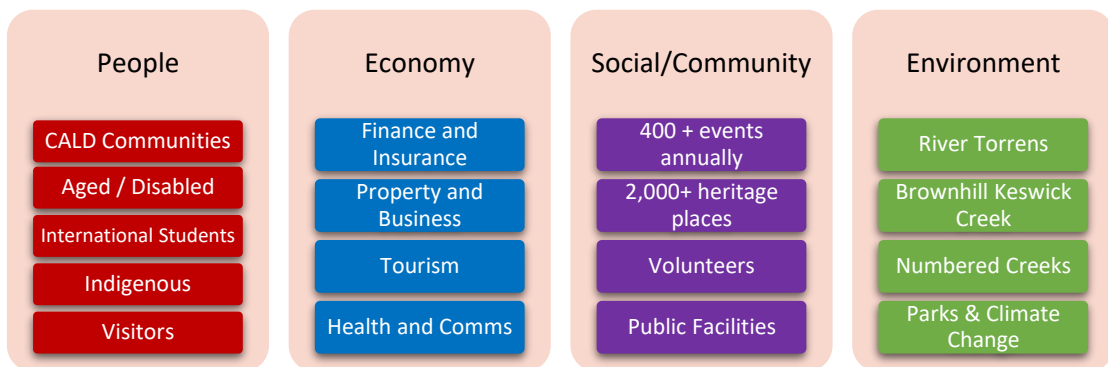 People
CALD Communities
Aged / Disabled
International Students
Indigenous
Visitors
Economy
Finance and
Insurance
Property and
Business
Tourism
Health and Comms
Social/Community
400 + events
annually
2,000+ heritage
places
Volunteers
Public Facilities
Environment
River Torrens
Brownhill Keswick
Creek
Numbered Creeks
Parks & Climate
Change